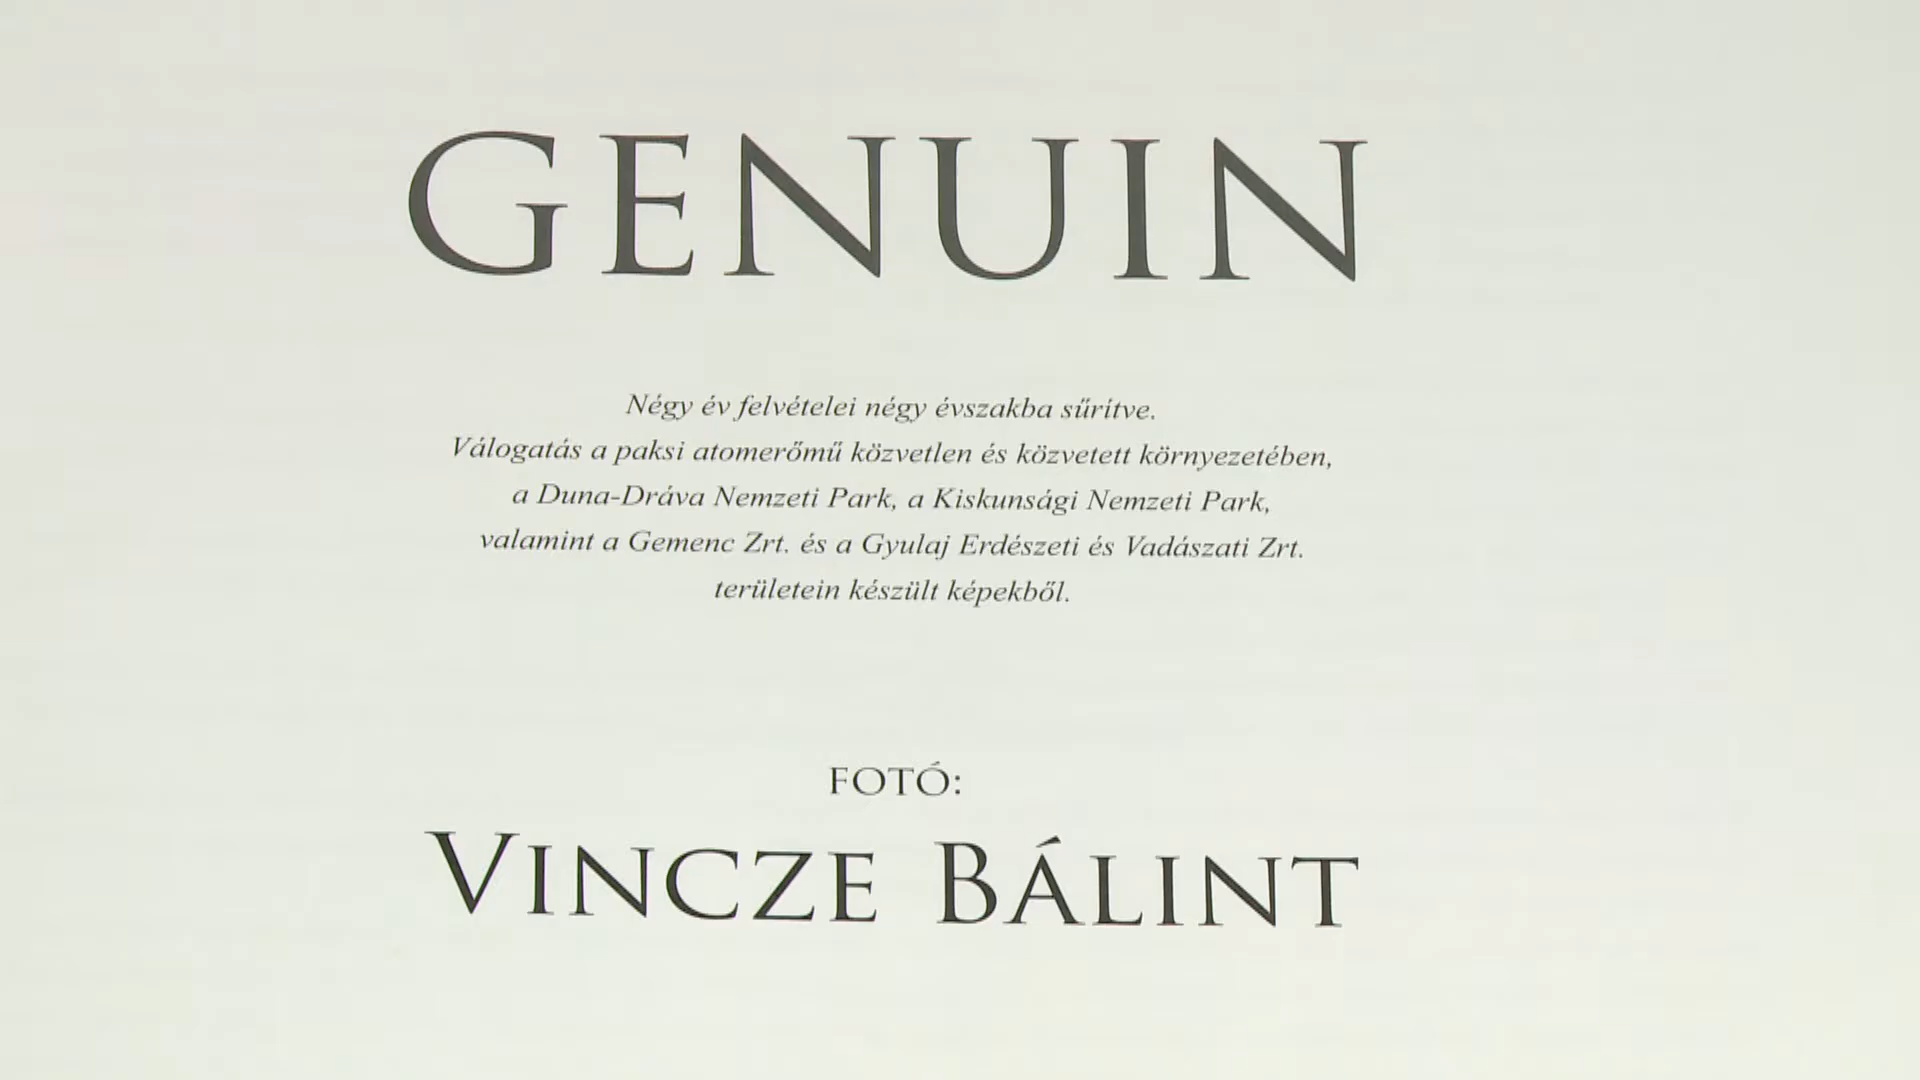 GENUIN
Négy év felvételei négy évszakba sűrítve.
Válogatás a paksi atomerőmű közvetlen és közvetett környezetében,
a Duna-Dráva Nemzeti Park, a Kiskunsági Nemzeti Park,
valamint a Gemenc Zrt. és a Gyulaj Erdészeti és Vadászati Zrt.
területein készült képekből.
FOTÓ:
VINCZE BÁLINT